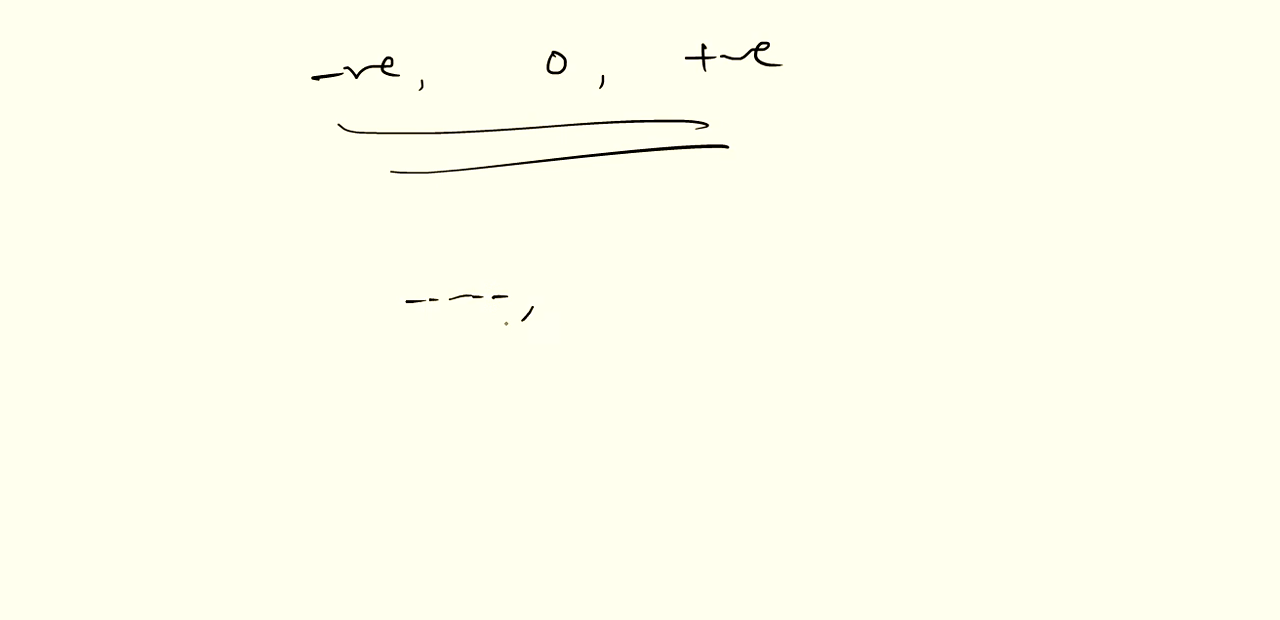 -ve, 0, +ve
-----,